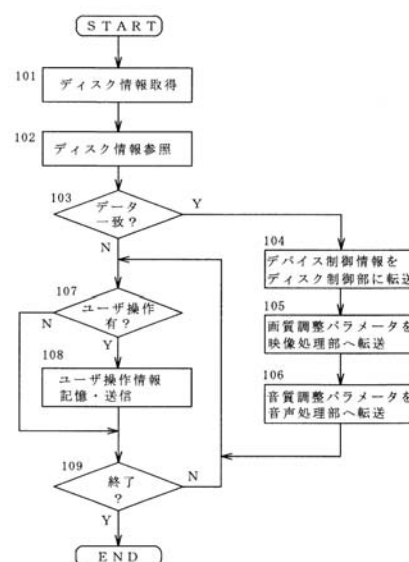 START
101
ディスク情報取得
102
ディスク情報参照
103
データ
一致?
Y
N
104
デバイス制御情報を
ディスク制御部に転送
105
画質調整パラメータを
映像処理部へ転送
106
音質調整パラメータを
音声処理部へ転送
107
ユーザ操作
有?
N
Y
108
ユーザ操作情報
記憶・送信
109
終了
?
N
Y
END